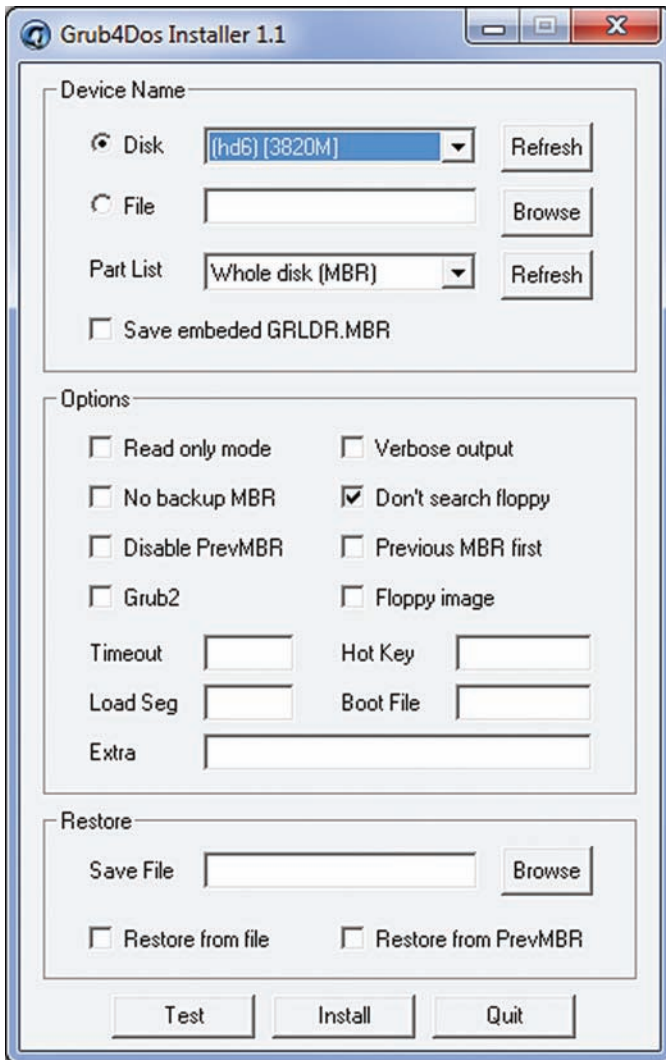 Grub4Dos Installer 1.1
Device Name
Disk (hd6) [3820M] Refresh
File Browse
Part List Whole disk (MBR) Refresh
Save embeded GRLDR.MBR
Options
Read only mode Verbose output
No backup MBR Don't search floppy
Disable PrevMBR Previous MBR first
Grub2 Floppy image
Timeout Hot Key
Load Seg Boot File
Extra
Restore
Save File Browse
Restore from file Restore from PrevMBR
Test Install Quit